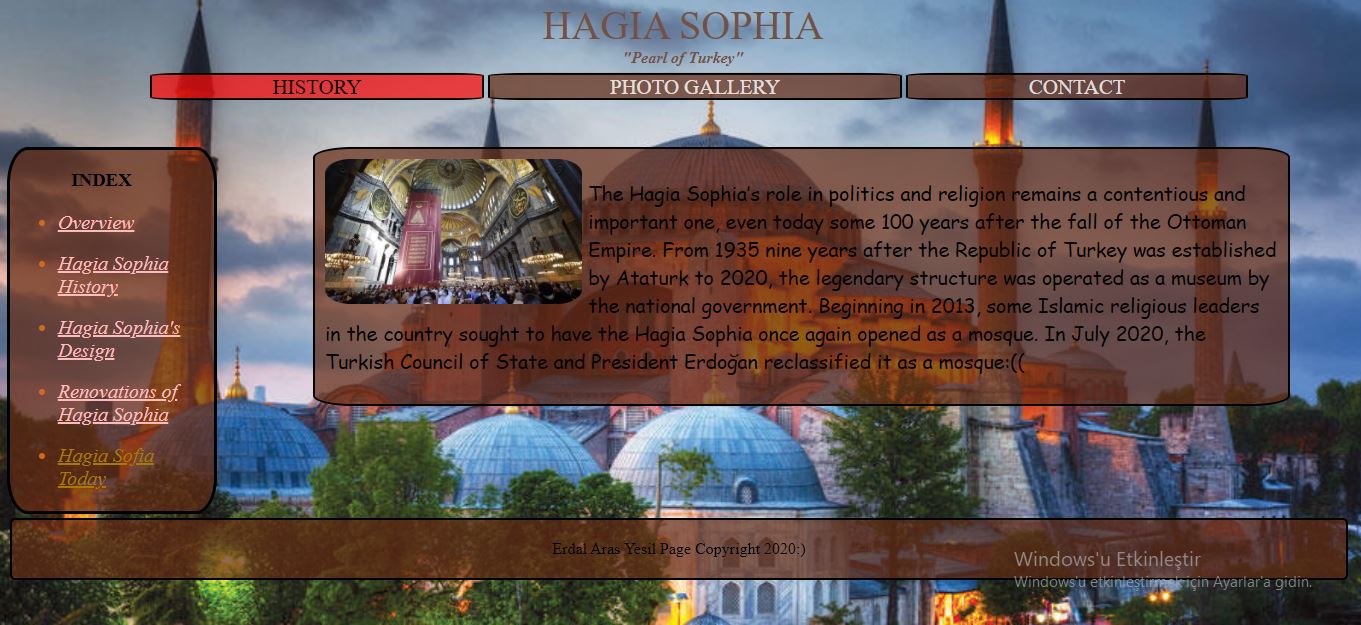 HAGIA SOPHIA
"Pearl of Turkey"
HISTORY
PHOTO GALLERY
CONTACT
INDEX
Overview
Hagia Sophia
History
Hagia Sophia's
Design
Renovations of
Hagia Sophia
Hagia Sofia
Today
The Hagia Sophia's role in politics and religion remains a contentious and
important one, even today some 100 years after the fall of the Ottoman
Empire. From 1935 nine years after the Republic of Turkey was established
by Ataturk to 2020, the legendary structure was operated as a museum by
the national government. Beginning in 2013, some Islamic religious leaders
in the country sought to have the Hagia Sophia once again opened as a mosque. In July 2020, the
Turkish Council of State and President Erdoğan reclassified it as a mosque:((
Erdal Aras Yesil Page Copyright 2020:)
Windows'u Etkinleştir
Windows'u etkinleştirmek için Ayarlar'a gidin.